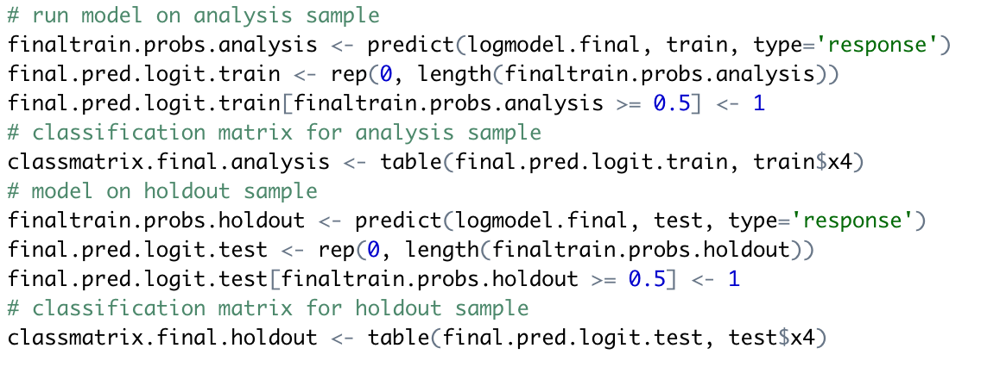 # run model on analysis sample
finaltrain.probs.analysis <- predict(logmodel.final, train, type='response')
final.pred.logit.train <- rep(0, length(finaltrain.probs.analysis))
final.pred.logit.train[finaltrain.probs.analysis >= 0.5] <- 1
# classification matrix for analysis sample
classmatrix.final.analysis <- table(final.pred.logit.train, train$x4)
# model on holdout sample
finaltrain.probs.holdout <- predict(logmodel.final, test, type='response')
final.pred.logit.test <- rep(0, length(finaltrain.probs.holdout))
final.pred.logit.test[finaltrain.probs.holdout >= 0.5] <- 1
# classification matrix for holdout sample
classmatrix.final.holdout <- table(final.pred.logit.test, test$x4)